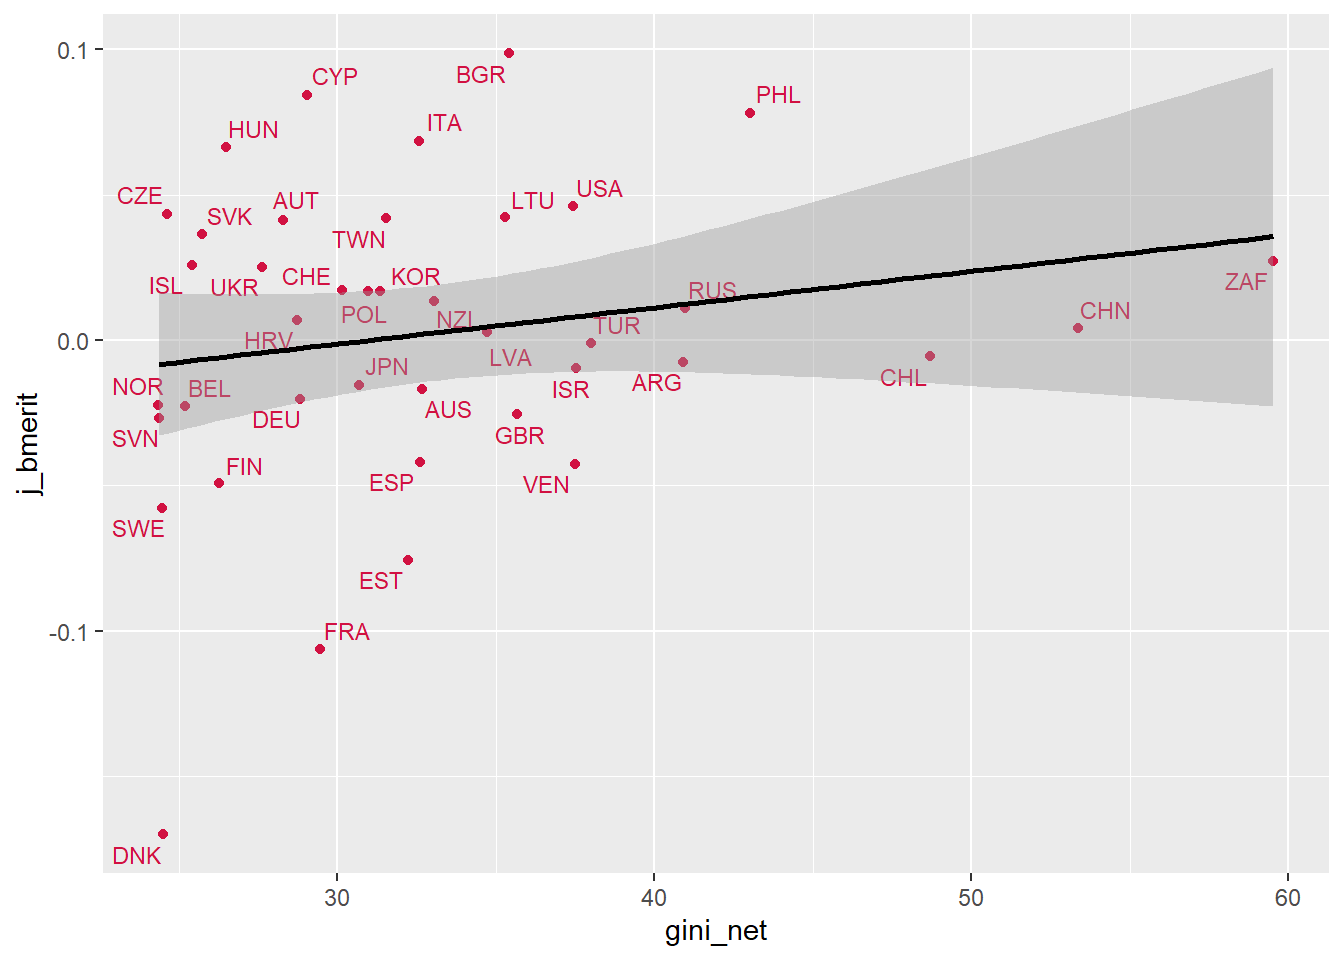 0.1
0.0
-0.1
j_bmerit
CYP
BGR
PHL
HUN
ITA
CZE
SVK
AUT
LTU
USA
TWN
ISL
UKR
CHE
KOR
POL
RUS
ZAF
HRV
NZL
TUR
CHN
LVA
JPN
NOR
BEL
ISR
ARG
CHL
SVN
DEU
AUS
GBR
FIN
ESP
VEN
SWE
EST
FRA
DNK
30
40
50
60
gini_net